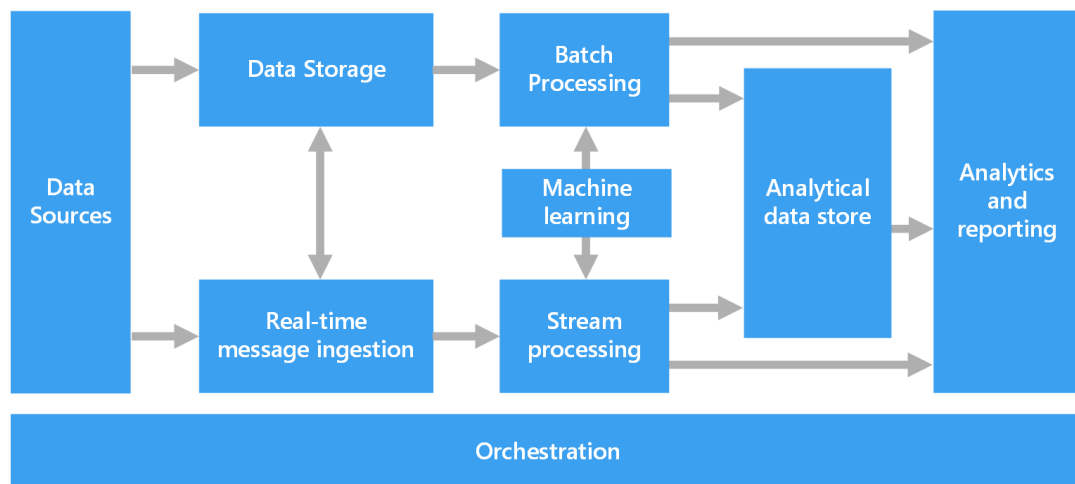 Data
Sources
Data Storage
Real-time
message ingestion
Batch
Processing
Machine
learning
Stream
processing
Analytical
data store
Analytics
and
reporting
Orchestration